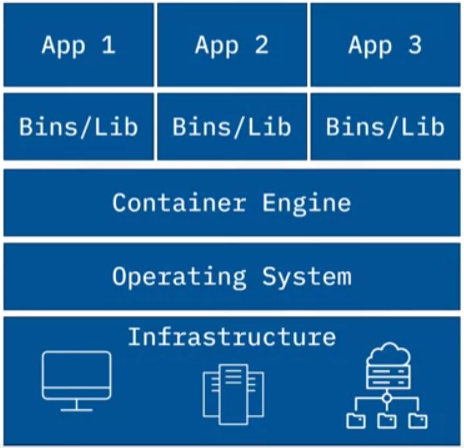 App 1 App 2 App 3
Bins/Lib Bins/Lib Bins/Lib
Container Engine
Operating System
Infrastructure